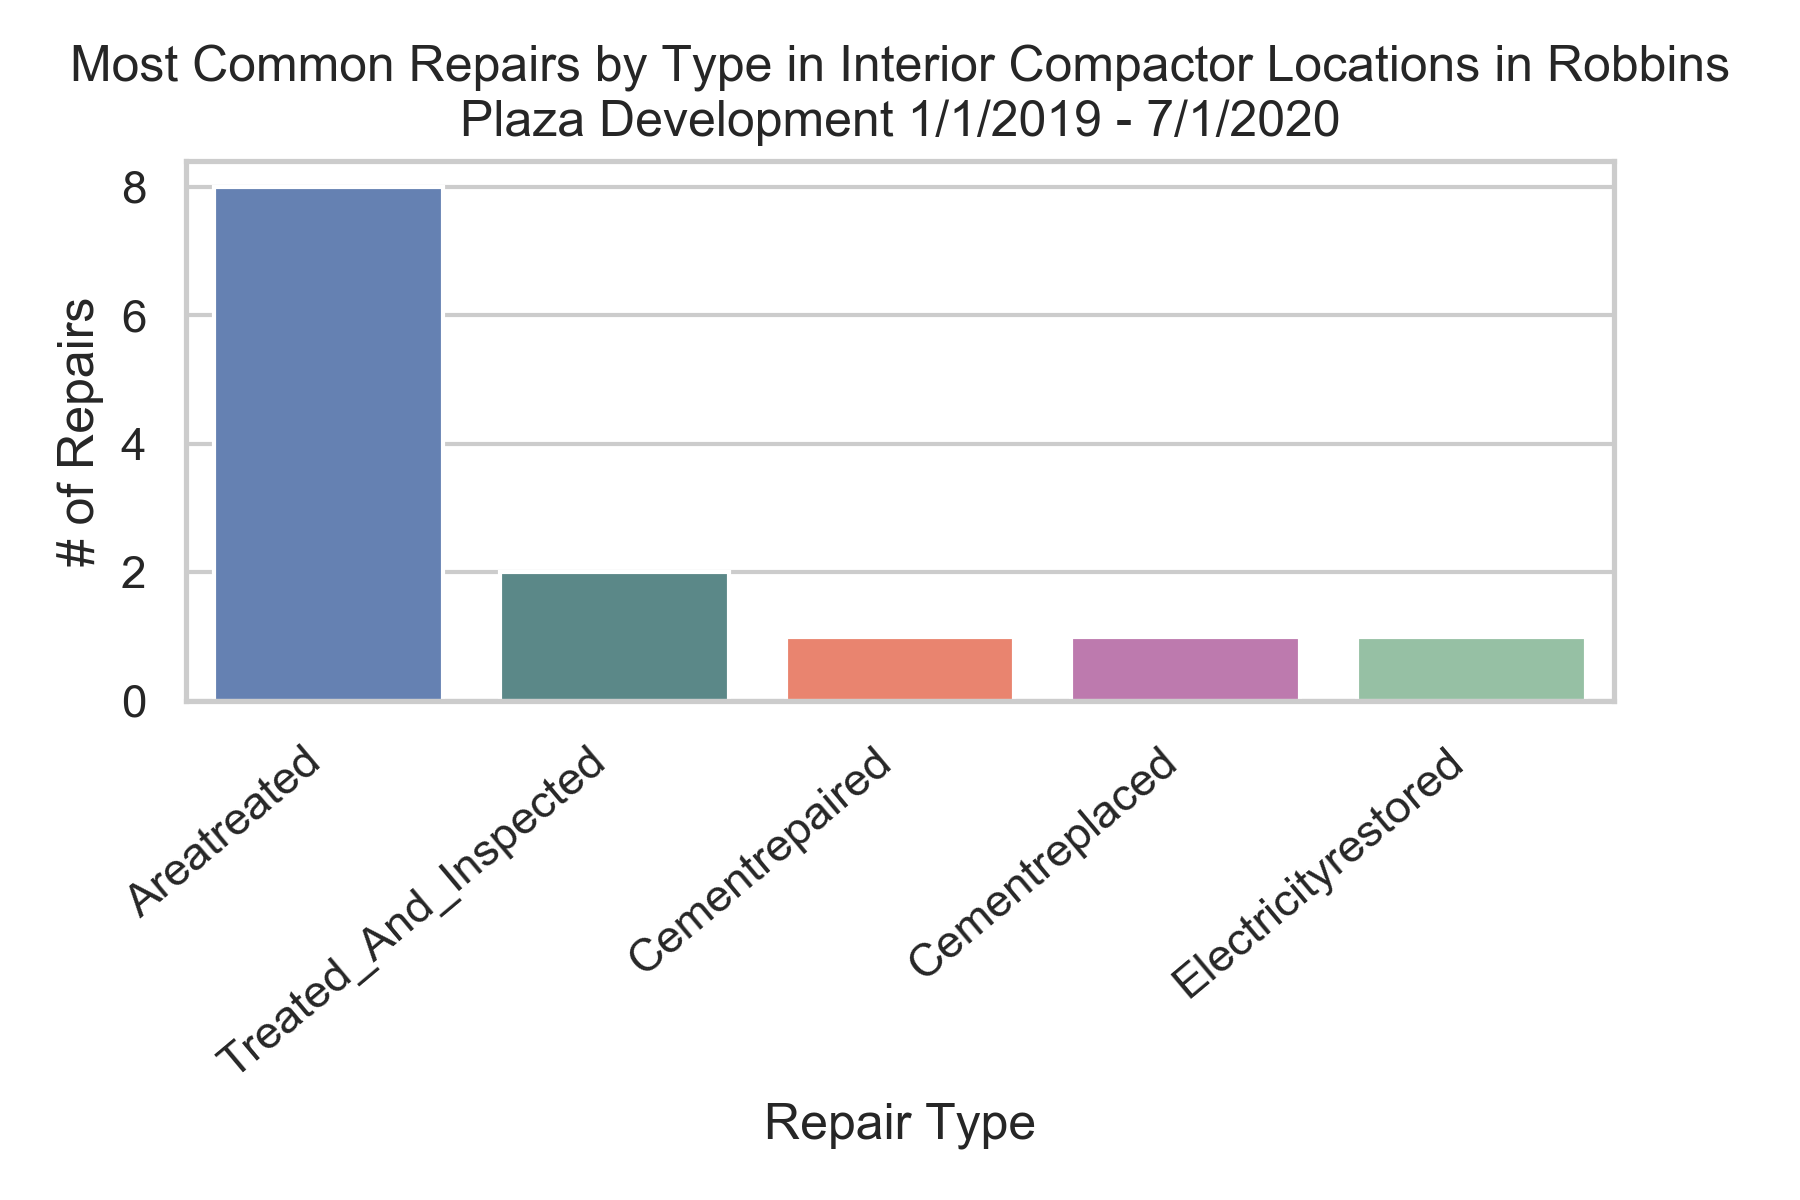 Most Common Repairs by Type in Interior Compactor Locations in Robbins
Plaza Development 1/1/2019 - 7/1/2020
8
6
4
2
0
# of Repairs
Areatreated
Treated_And_Inspected
Cementrepaired
Cementreplaced
Electricityrestored
Repair Type